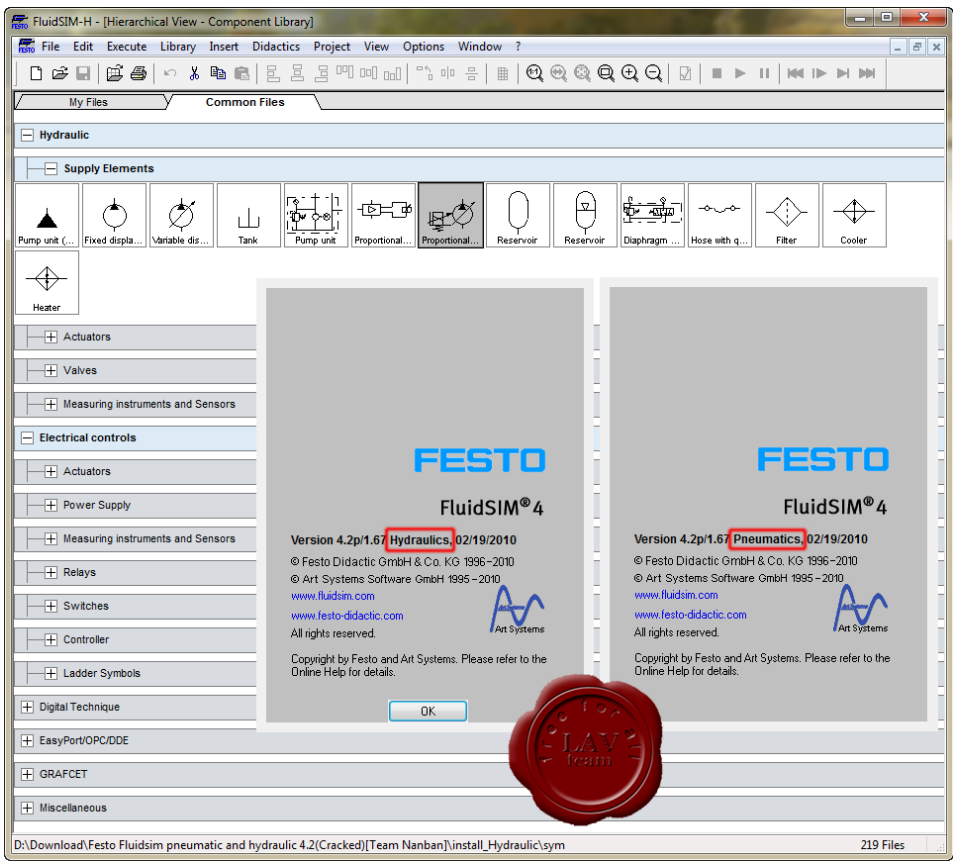 FluidSIM-H - [Hierarchical View - Component Library]
File Edit Execute Library Insert Didactics Project View Options Window ?
My Files
Common Files
Hydraulic
Supply Elements
Pump unit (...
Fixed displa...
Variable dis...
Tank
Pump unit
Proportional...
Proportional...
Reservoir
Reservoir
Diaphragm ...
Hose with q...
Filter
Cooler
Heater
Actuators
Valves
Measuring instruments and Sensors
Electrical controls
Actuators
Power Supply
Measuring instruments and Sensors
Relays
Switches
Controller
Ladder Symbols
Digital Technique
EasyPort/OPC/DDE
GRAFCET
Miscellaneous
FESTO
FluidSIM®4
Version 4.2p/1.67 Hydraulics, 02/19/2010
© Festo Didactic GmbH & Co. KG 1996-2010
© Art Systems Software GmbH 1995 - 2010
www.fluidsim.com
www.festo-didactic.com
All rights reserved.
Art Systems
Copyright by Festo and Art Systems. Please refer to the
Online Help for details.
OK
FESTO
FluidSIM®4
Version 4.2p/1.67 Pneumatics, 02/19/2010
© Festo Didactic GmbH & Co. KG 1996-2010
© Art Systems Software GmbH 1995 - 2010
www.fluidsim.com
www.festo-didactic.com
All rights reserved.
Art Systems
Copyright by Festo and Art Systems. Please refer to the
Online Help for details.
free for all
LAV
team
D:\Download\Festo Fluidsim pneumatic and hydraulic 4.2(Cracked)[Team Nanban]\install_Hydraulic\sym
219 Files